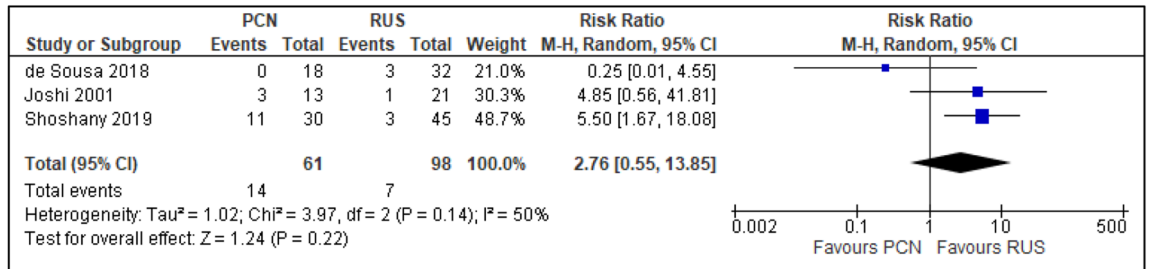 PCN RUS Risk Ratio Risk Ratio
Study or Subgroup Events Total Events Total Weight M-H, Random, 95% CI M-H, Random, 95% CI
de Sousa 2018 0 18 3 32 21.0% 0.25 [0.01, 4.55]
Joshi 2001 3 13 1 21 30.3% 4.85 [0.56, 41.81]
Shoshany 2019 11 30 3 45 48.7% 5.50 [1.67, 18.08]
Total (95% CI) 61 98 100.0% 2.76 [0.55, 13.85]
Total events 14 7
Heterogeneity: Tau² = 1.02; Chi² = 3.97, df = 2 (P = 0.14); I² = 50%
Test for overall effect: Z = 1.24 (P = 0.22)
0.002 0.1 1 10 500
Favours PCN Favours RUS